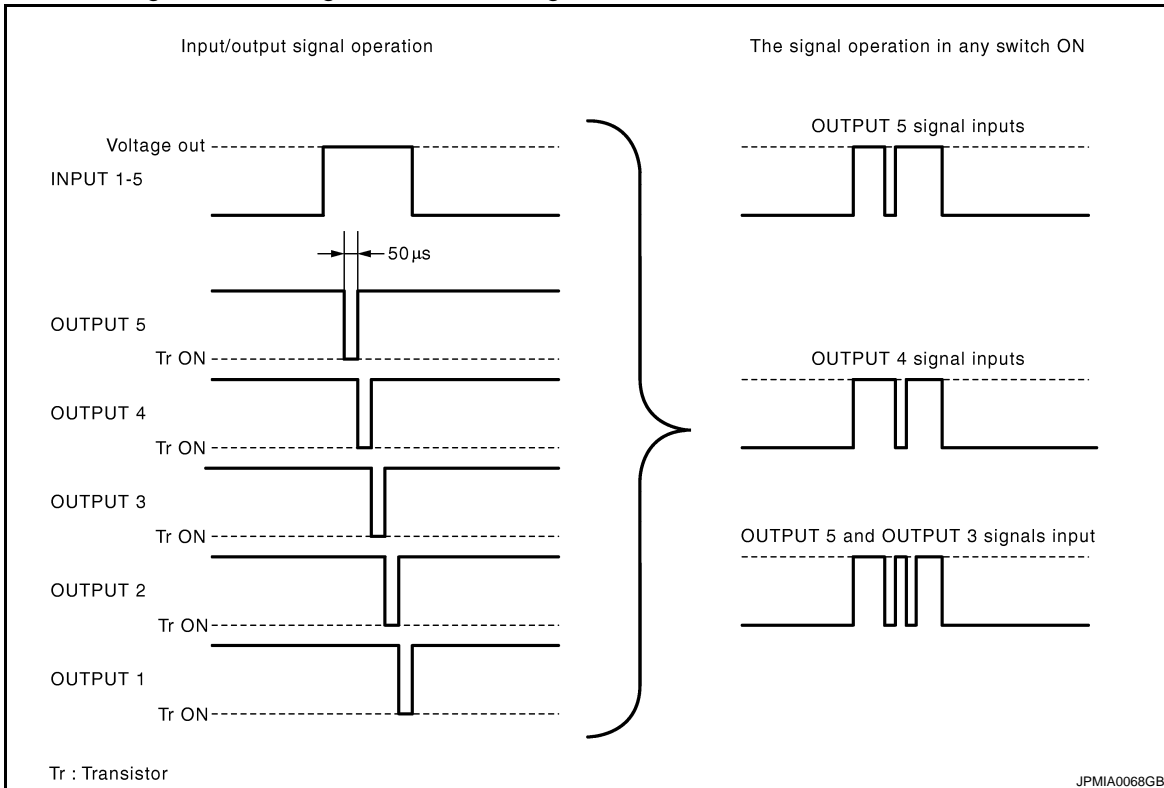 Input/output signal operation
The signal operation in any switch ON
Voltage out
INPUT 1-5
50 μs
OUTPUT 5
Tr ON
OUTPUT 4
Tr ON
OUTPUT 3
Tr ON
OUTPUT 2
Tr ON
OUTPUT 1
Tr ON
OUTPUT 5 signal inputs
OUTPUT 4 signal inputs
OUTPUT 5 and OUTPUT 3 signals input
Tr : Transistor
JPMIA0068GB